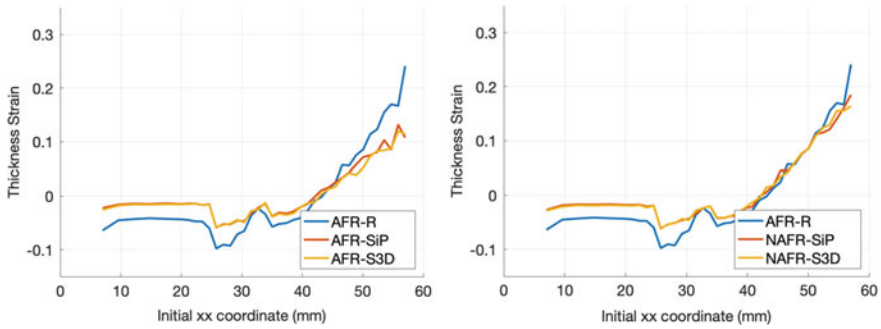 0.3
0.2
0.1
0
-0.1
Thickness Strain
AFR-R
AFR-SiP
AFR-S3D
0 10 20 30 40 50 60
Initial xx coordinate (mm)
0.3
0.2
0.1
0
-0.1
Thickness Strain
AFR-R
NAFR-SiP
NAFR-S3D
0 10 20 30 40 50 60
Initial xx coordinate (mm)